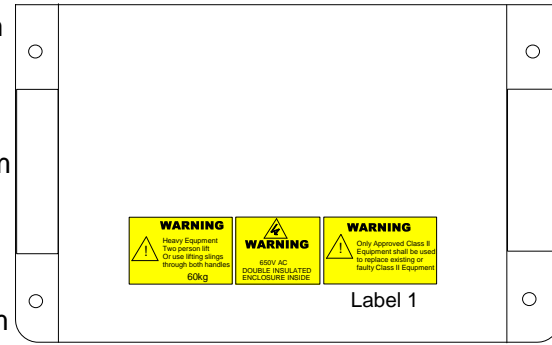 WARNING
Heavy Equpment
Two person lift
Or use lifting slings
through both handles
60kg
WARNING
650V AC
DOUBLE INSULATED
ENCLOSURE INSIDE
WARNING
Only Approved Class II
Equipment shall be used
to replace existing or
faulty Class II Equpment
Label 1